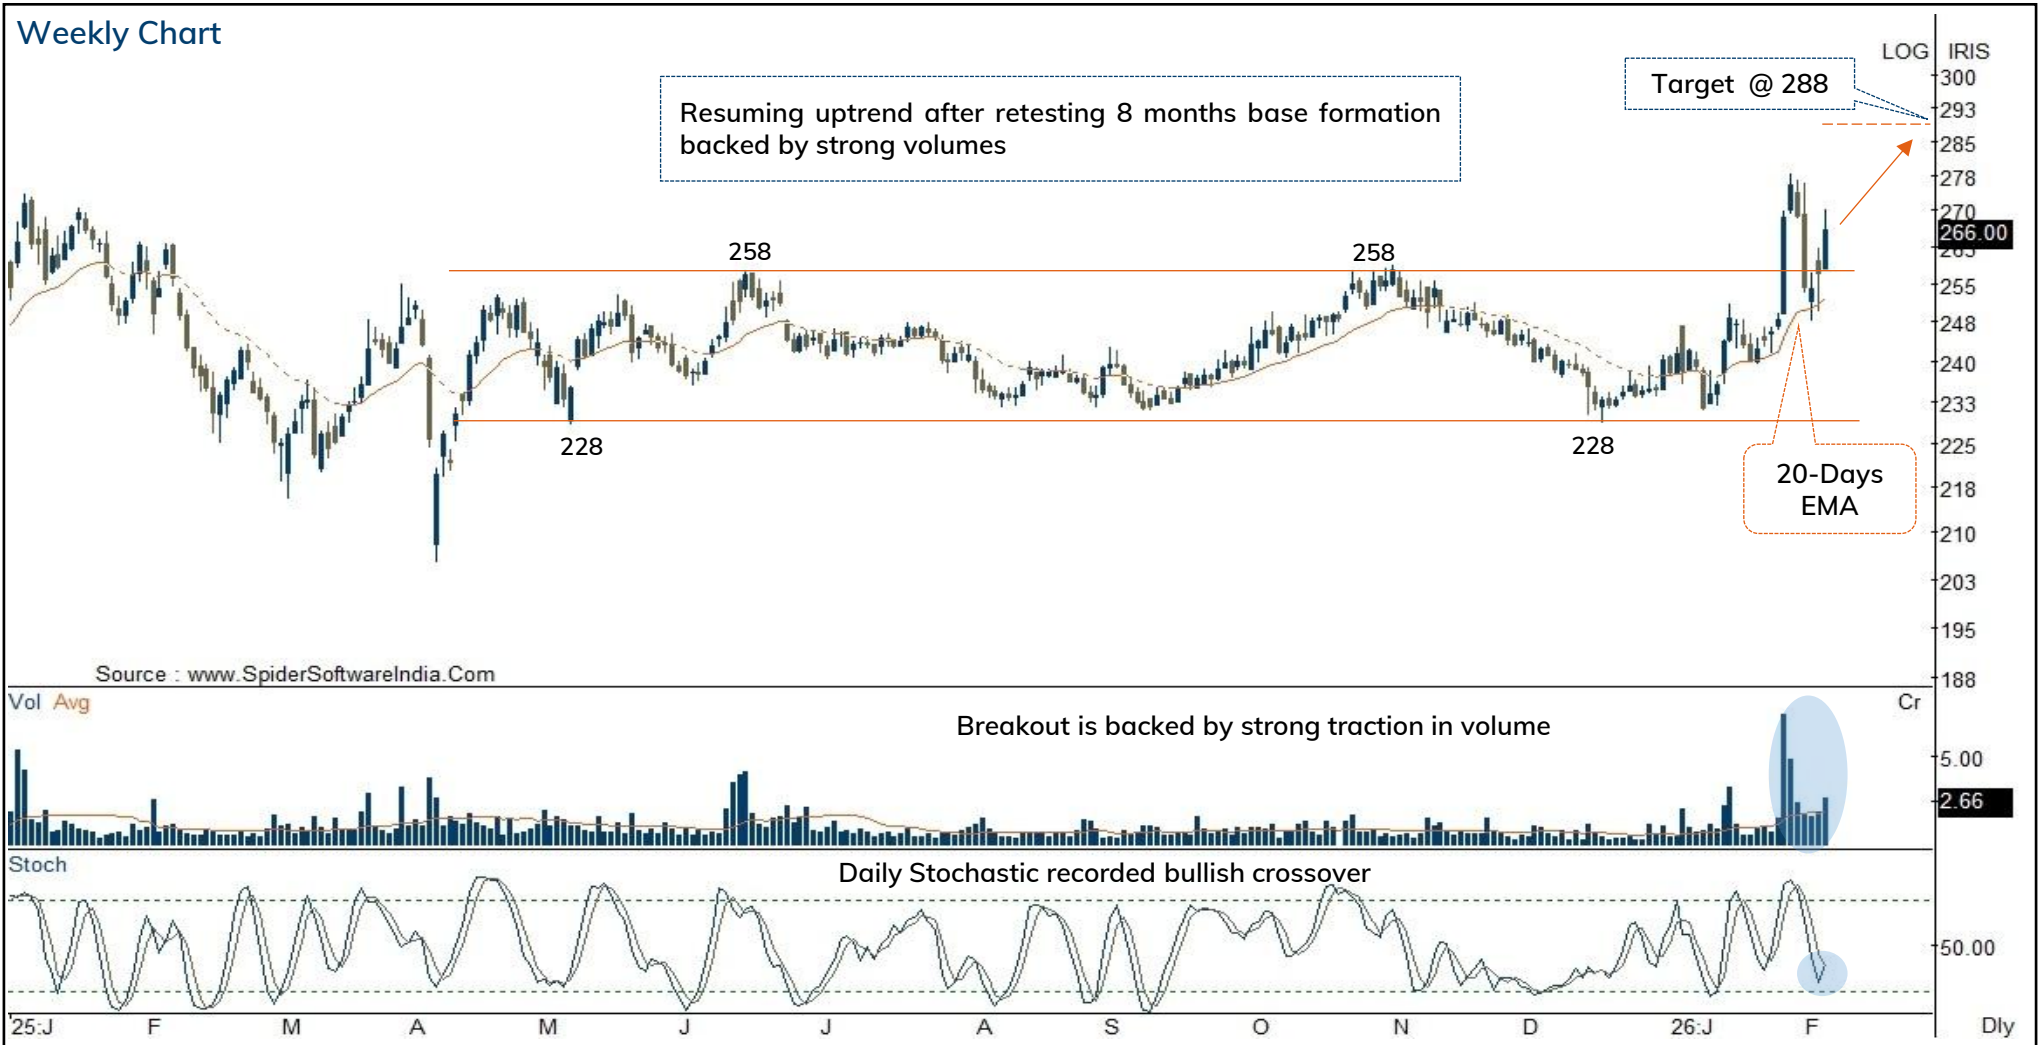 Weekly Chart
LOG IRIS
Target @ 288
Resuming uptrend after retesting 8 months base formation
backed by strong volumes
300
293
285
278
270
266.00
263
255
248
240
233
225
218
210
203
195
188
258
258
228
228
20-Days
EMA
Source : www.SpiderSoftwareIndia.Com
Vol Avg
Cr
Breakout is backed by strong traction in volume
5.00
2.66
Stoch
Daily Stochastic recorded bullish crossover
50.00
'25:J F M A M J J A S O N D 26:J F Dly